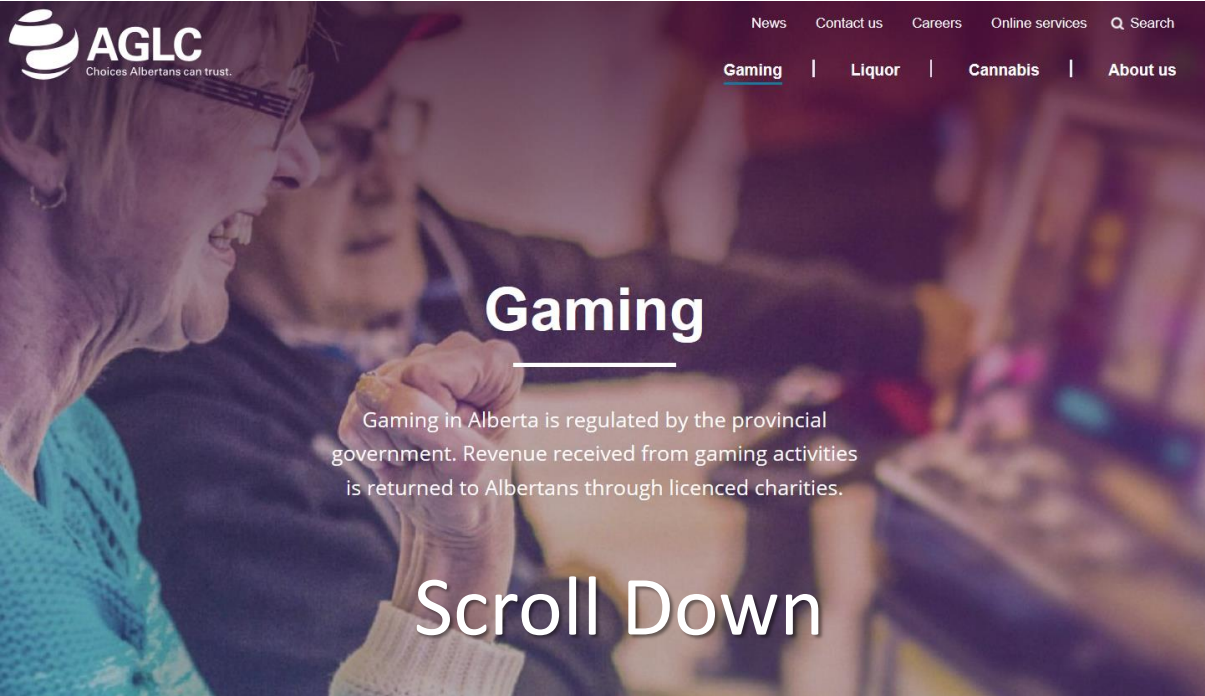 AGLC
Choices Albertans can trust.
News Contact us Careers Online services Search
Gaming | Liquor | Cannabis | About us
Gaming
Gaming in Alberta is regulated by the provincial
government. Revenue received from gaming activities
is returned to Albertans through licenced charities.
Scroll Down